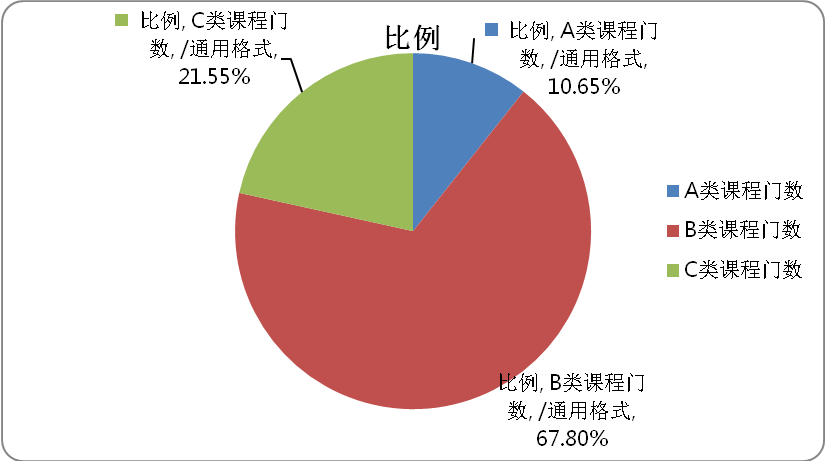 比例
比例, C类课程门
数, /通用格式,
21.55%
比例, A类课程门
数, /通用格式,
10.65%
A类课程门数
B类课程门数
C类课程门数
比例, B类课程门
数, /通用格式,
67.80%